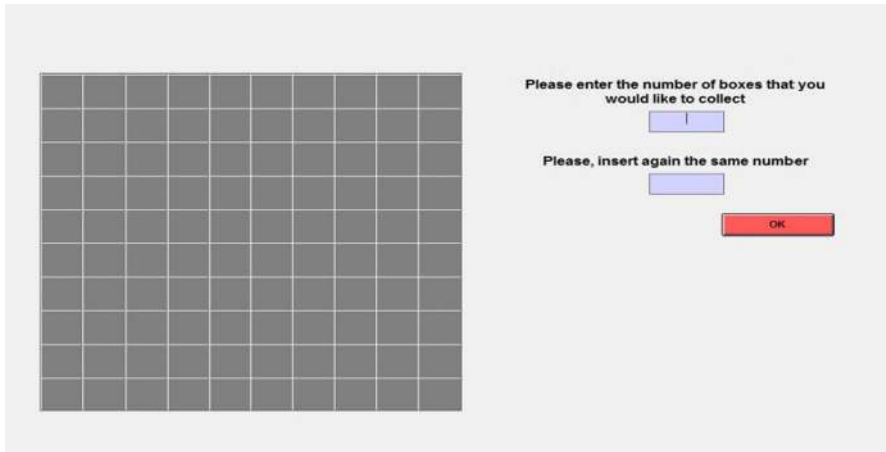 Please enter the number of boxes that you
would like to collect
Please, insert again the same number
OK